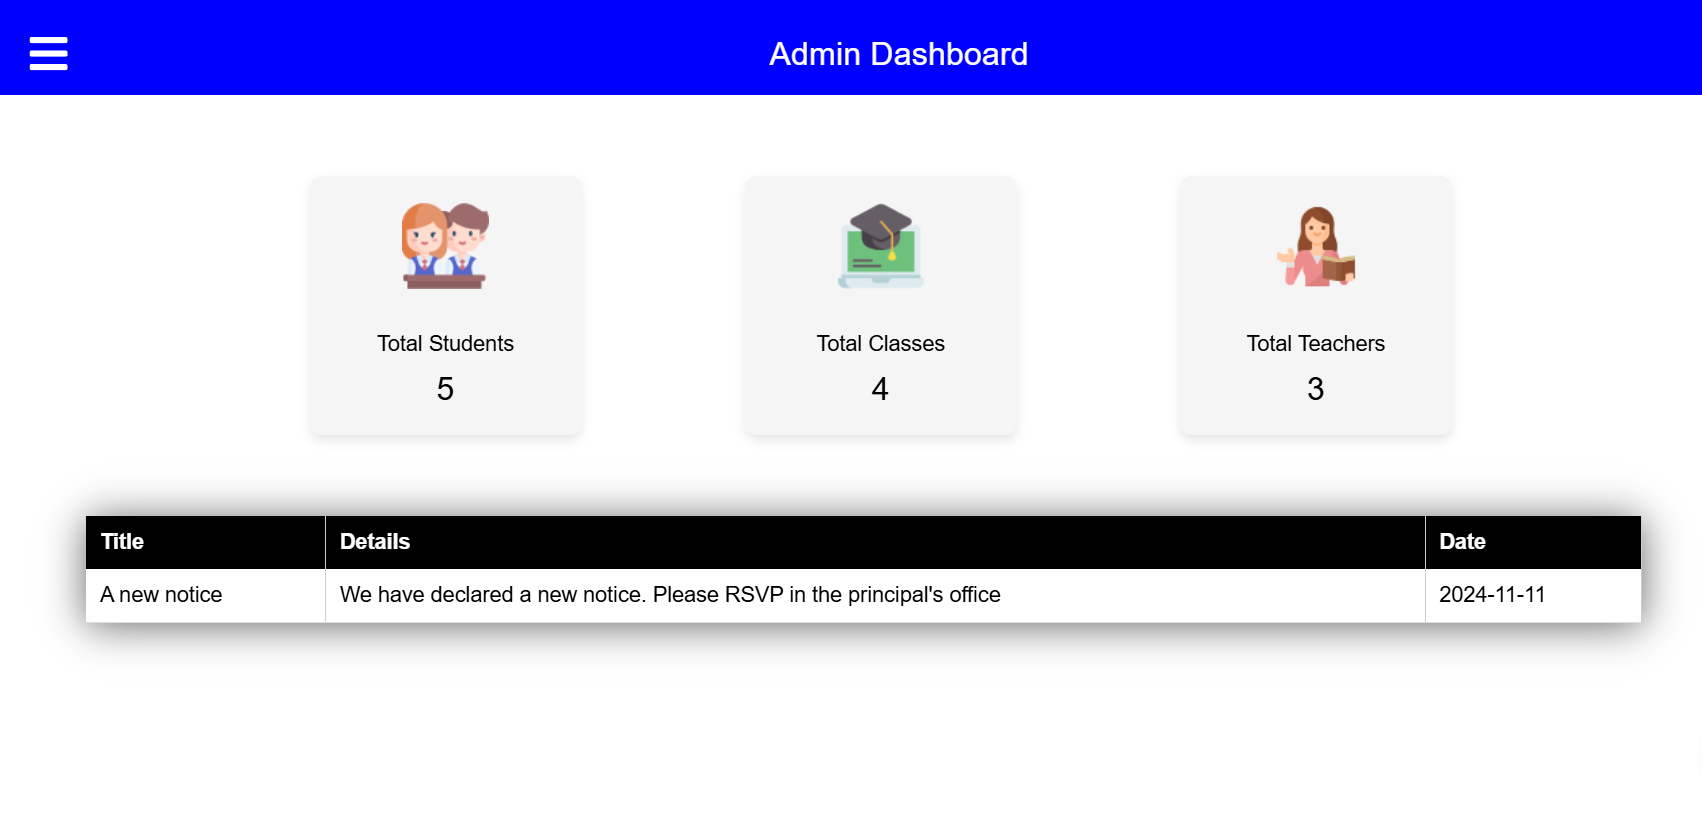 Admin Dashboard
Total Students
5
Total Classes
4
Total Teachers
3
Title Details Date
A new notice We have declared a new notice. Please RSVP in the principal's office 2024-11-11